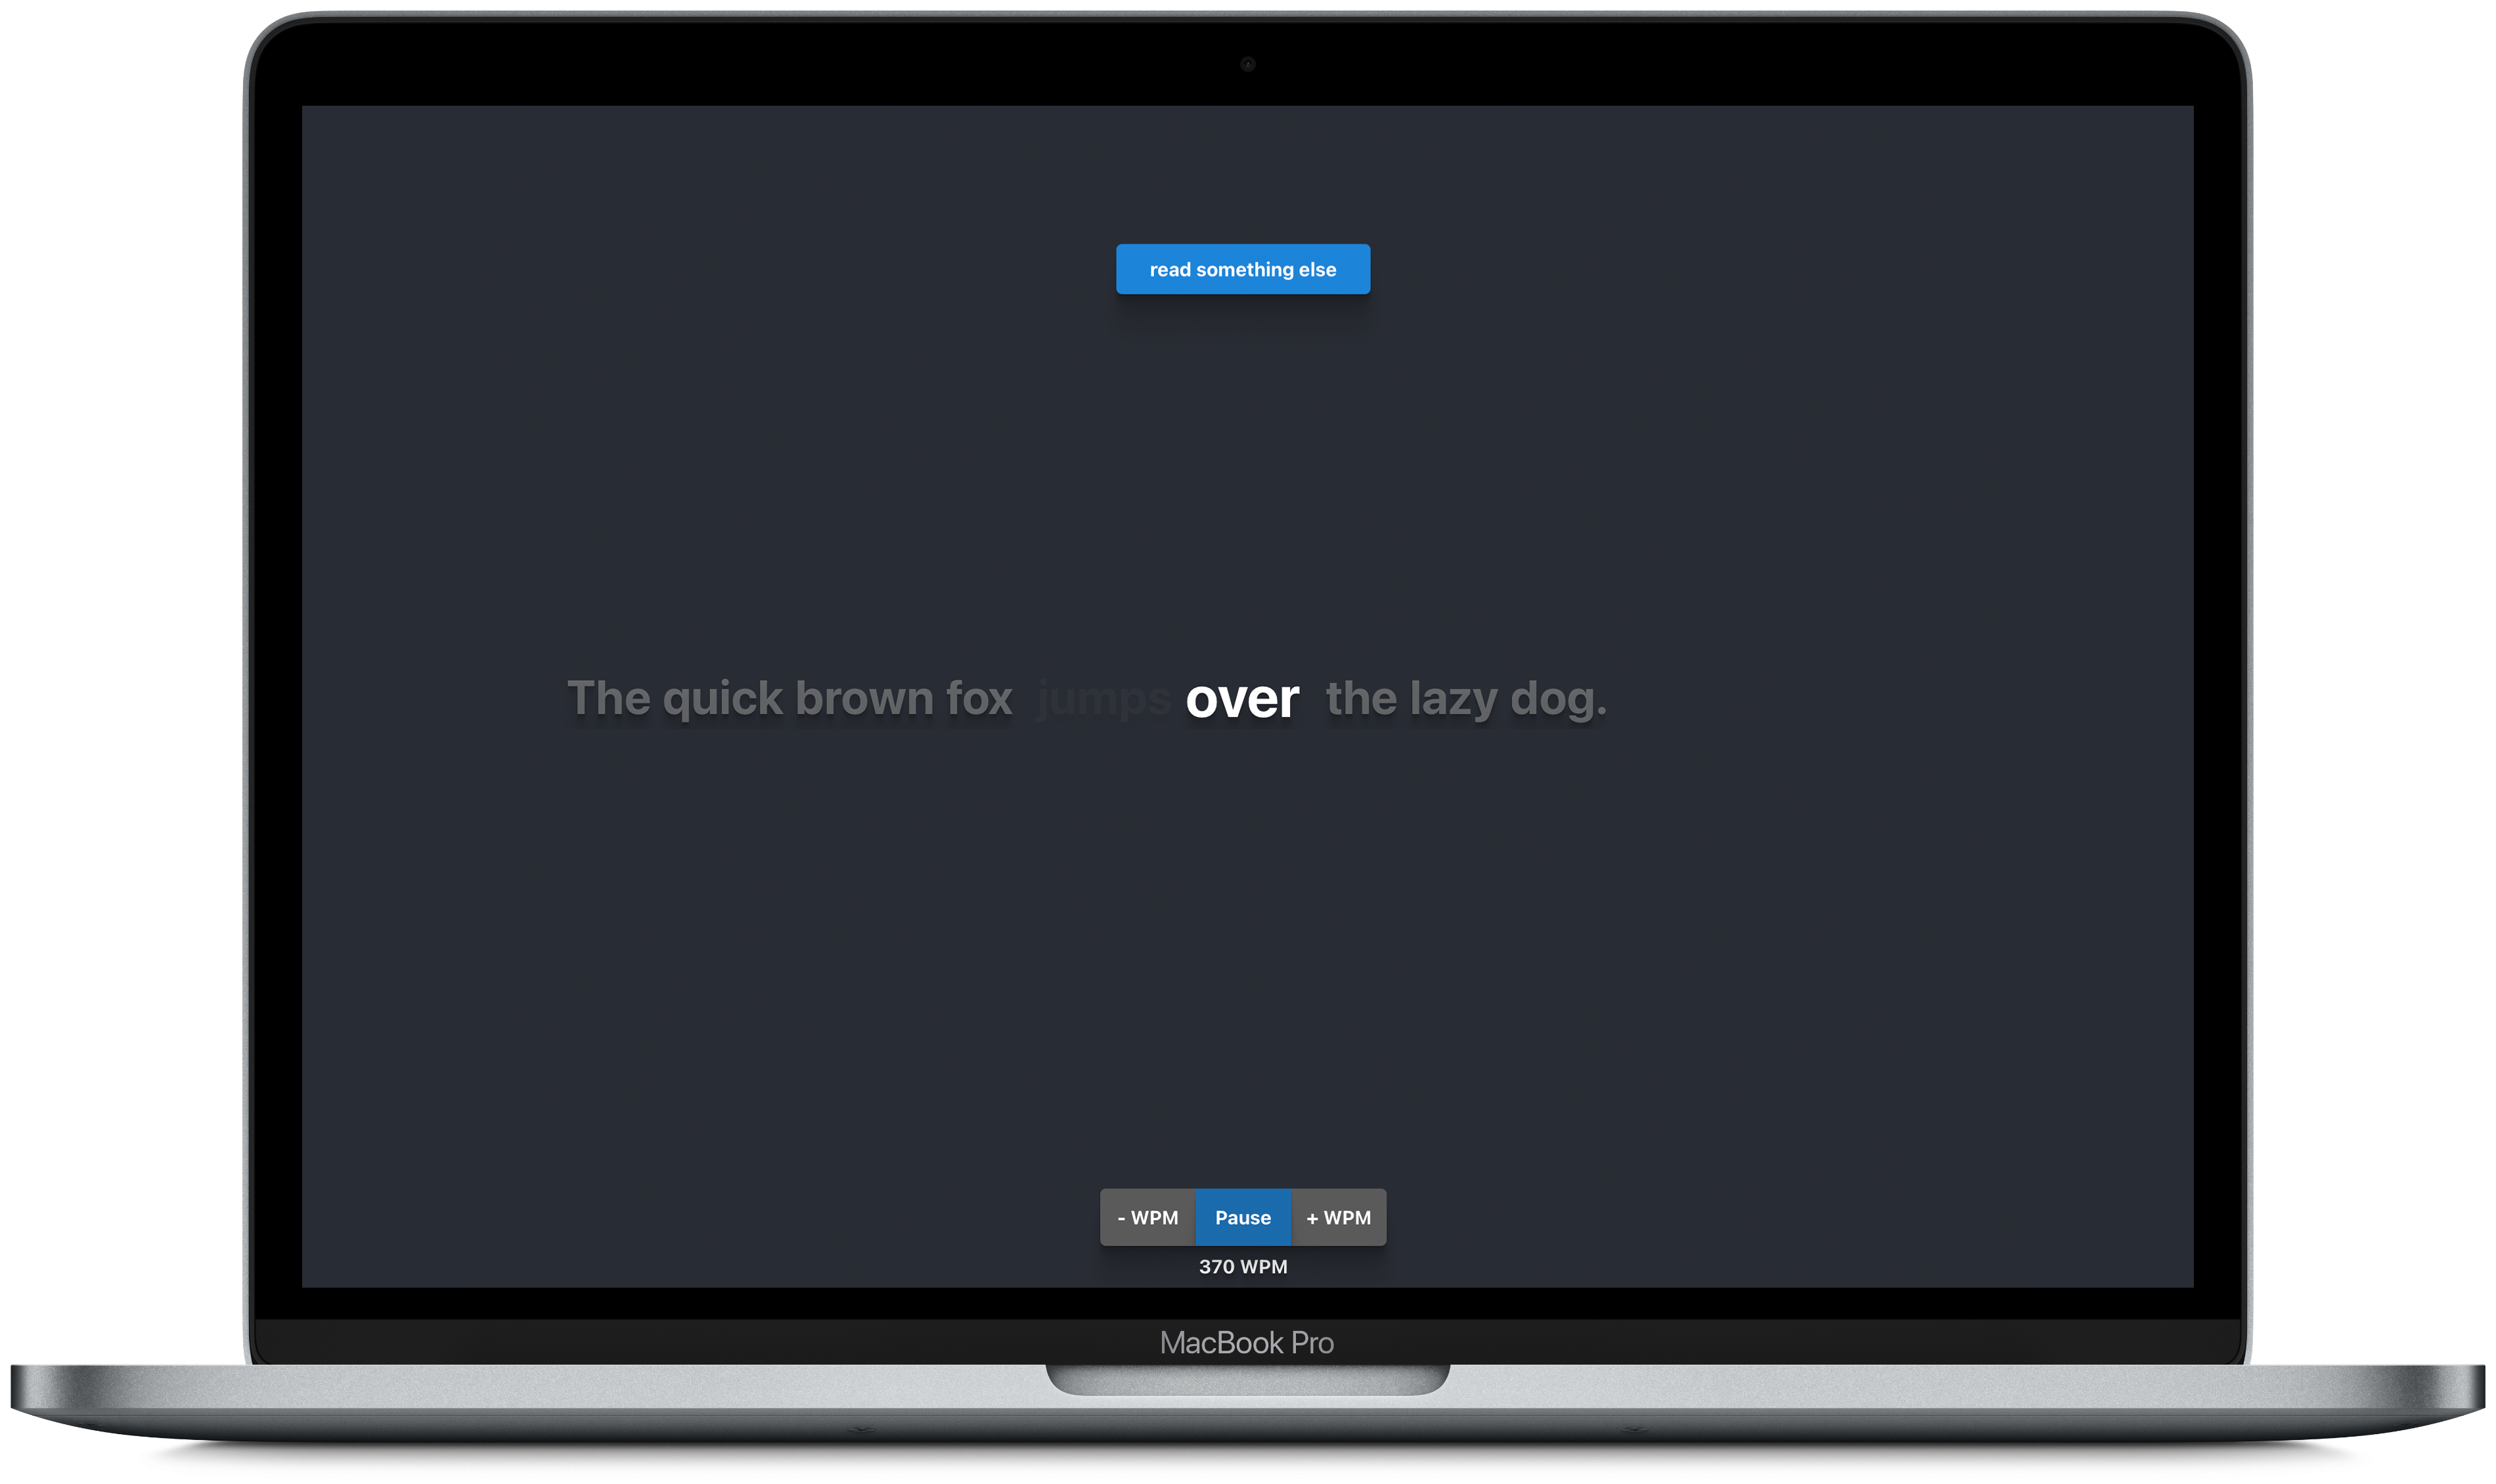 read something else
The quick brown fox jumps over the lazy dog.
- WPM Pause + WPM
370 WPM
MacBook Pro